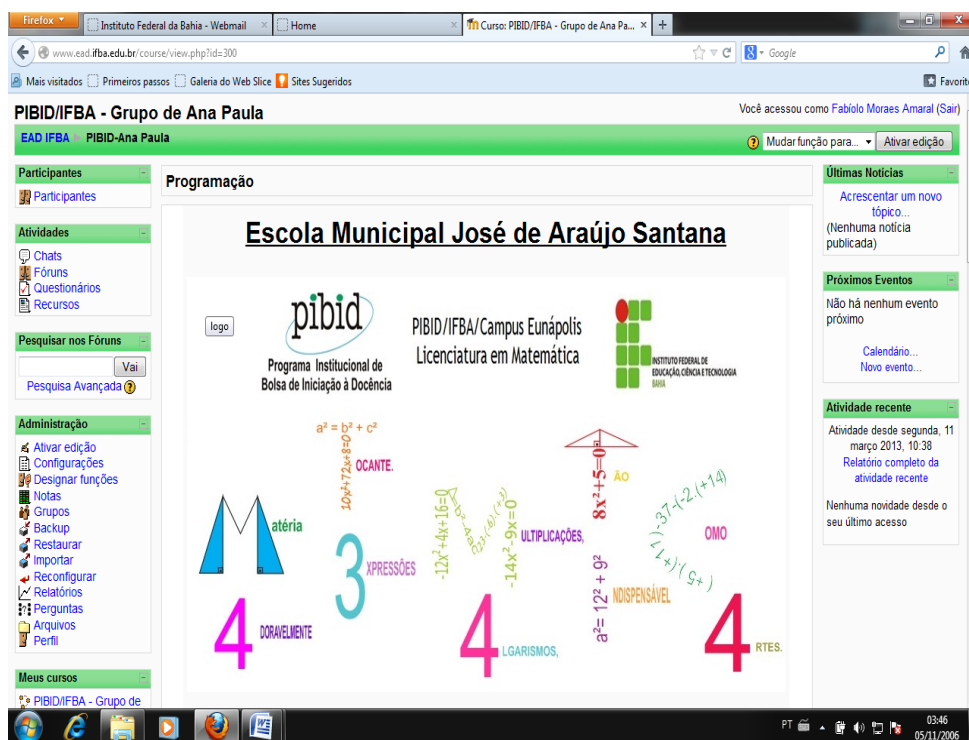 Firefox
Instituto Federal da Bahia - Webmail
Home
Curso: PIBID/IFBA - Grupo de Ana Pa...
www.ead.ifba.edu.br/course/view.php?id=300
Google
Mais visitados
Primeiros passos
Galeria do Web Slice
Sites Sugeridos
Favorit
PIBID/IFBA - Grupo de Ana Paula
Você acessou como Fabíolo Moraes Amaral (Sair)
EAD IFBA PIBID-Ana Paula
Mudar função para...
Ativar edição
Participantes
Participantes
Atividades
Chats
Fóruns
Questionários
Recursos
Pesquisar nos Fóruns
Vai
Pesquisa Avançada
Administração
Ativar edição
Configurações
Designar funções
Notas
Grupos
Backup
Restaurar
Importar
Reconfigurar
Relatórios
Perguntas
Arquivos
Perfil
Meus cursos
PIBID/IFBA - Grupo de
Programação
Escola Municipal José de Araújo Santana
logo
pibid
Programa Institucional de
Bolsa de Iniciação à Docência
PIBID/IFBA/Campus Eunápolis
Licenciatura em Matemática
INSTITUTO FEDERAL DE
EDUCAÇÃO, CIÊNCIA E TECNOLOGIA
BAHIA
a² = b² + c²
10x²+72x+8=0
OCANTE.
8x²+5=0
ÃO
M
atéria
3
XPRESSÕES
-12x²+4x+16=0
-14x²-9x=0
ULTIPLICAÇÕES,
a²= 12² + 9²
NDISPENSÁVEL
OMO
4
DORAVELMENTE
4
LGARISMOS,
4
RTES.
Últimas Notícias
Acrescentar um novo
tópico...
(Nenhuma notícia
publicada)
Próximos Eventos
Não há nenhum evento
próximo
Calendário...
Novo evento...
Atividade recente
Atividade desde segunda, 11
março 2013, 10:38
Relatório completo da
atividade recente
Nenhuma novidade desde o
seu último acesso
PT
03:46
05/11/2006